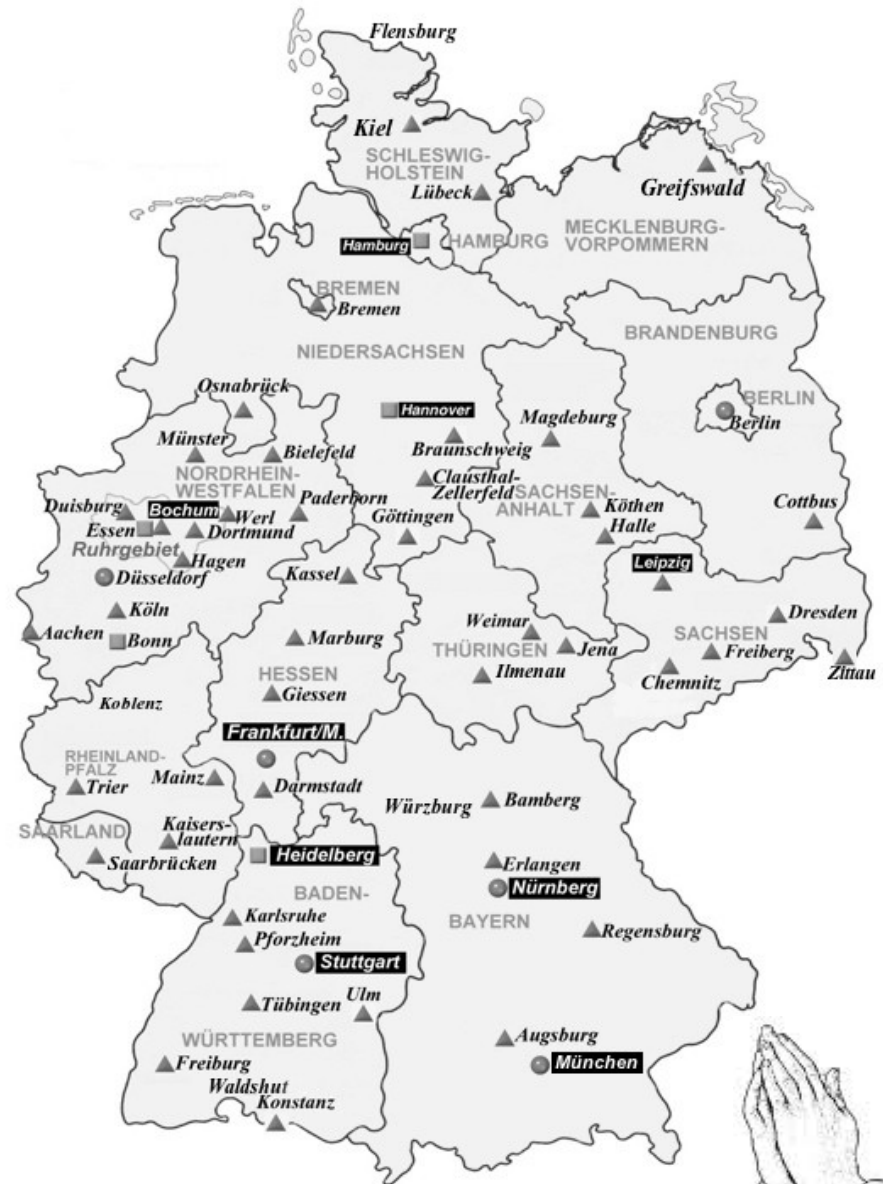 Flensburg
Kiel
SCHLESWIG-
HOLSTEIN
Greifswald
Lübeck
MECKLENBURG-
VORPOMMERN
Hamburg
HAMBURG
BREMEN
Bremen
BRANDENBURG
NIEDERSACHSEN
Osnabrück
BERLIN
Hannover
Magdeburg
Berlin
Münster
Bielefeld
Braunschweig
NORDRHEIN-
WESTFALEN
Clausthal-
Zellerfeld
SACHSEN-
ANHALT
Duisburg
Bochum
Werl
Paderborn
Köthen
Cottbus
Essen
Dortmund
Göttingen
Halle
Ruhrgebiet
Hagen
Kassel
Leipzig
Düsseldorf
Köln
Weimar
Dresden
Aachen
Bonn
Marburg
THÜRINGEN
Jena
SACHSEN
Freiberg
HESSEN
Ilmenau
Chemnitz
Zittau
Giessen
Koblenz
Frankfurt/M.
RHEINLAND-
PFALZ
Mainz
Trier
Darmstadt
Würzburg
Bamberg
SAARLAND
Kaisers-
lautern
Saarbrücken
Heidelberg
Erlangen
Nürnberg
BADEN-
Karlsruhe
BAYERN
Regensburg
Pforzheim
Stuttgart
Tübingen
Ulm
WÜRTTEMBERG
Augsburg
Freiburg
München
Waldshut
Konstanz